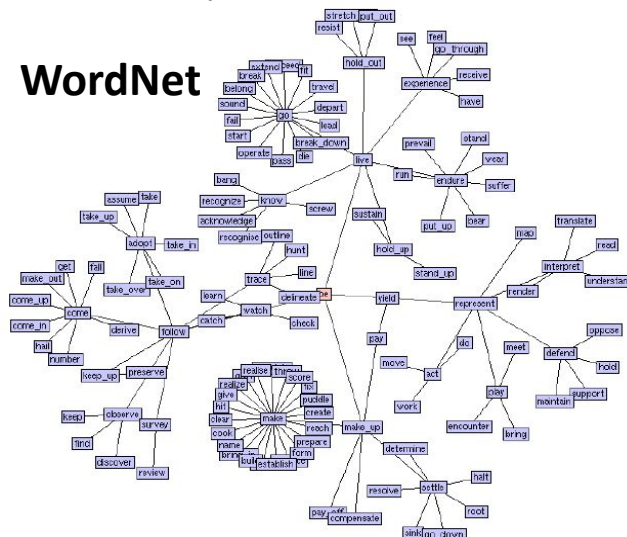 WordNet
stretch
put_out
resist
hold_out
see
feel
go_through
experience
receive
have
extend
break
fit
belong
travel
sound
depart
go
fail
lead
start
break_down
operate
pass
die
live
prevail
wear
run
endure
suffer
put_up
bear
bang
know
recognize
screw
acknowledge
recognise
sustain
hold_up
stand_up
assume
take
take_up
adopt
take_in
take_on
take_over
outline
hunt
trace
line
delineate
learn
watch
catch
check
get
fall
make_out
come_up
come
come_in
derive
follow
hail
number
keep_up
preserve
keep
observe
survey
find
discover
review
yield
pay
represent
map
translate
read
interpret
render
understand
oppose
defend
hold
support
maintain
do
move
act
work
meet
play
encounter
bring
realise
score
realize
give
puddle
hit
create
clear
make
reach
cook
prepare
name
form
establish
make_up
determine
pay_off
compensate
halt
resolve
settle
root
sink
go_down